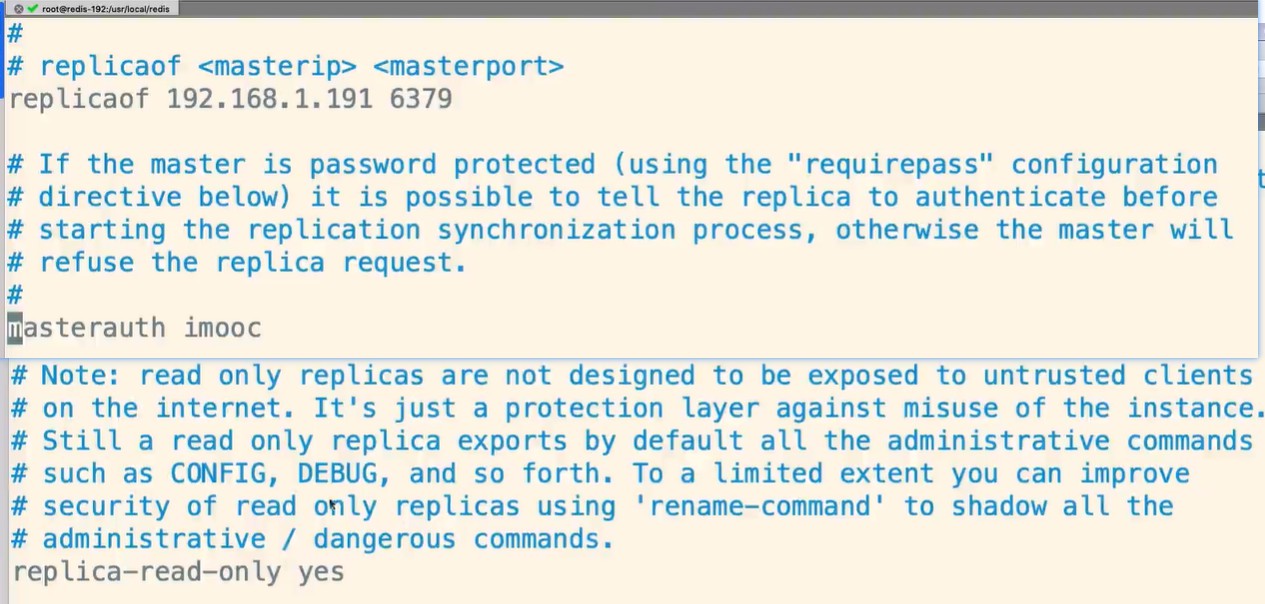 root@redis-192:/usr/local/redis
#
# replicaof <masterip> <masterport>
replicaof 192.168.1.191 6379
# If the master is password protected (using the "requirepass" configuration
# directive below) it is possible to tell the replica to authenticate before
# starting the replication synchronization process, otherwise the master will
# refuse the replica request.
#
masterauth imooc
# Note: read only replicas are not designed to be exposed to untrusted clients
# on the internet. It's just a protection layer against misuse of the instance.
# Still a read only replica exports by default all the administrative commands
# such as CONFIG, DEBUG, and so forth. To a limited extent you can improve
# security of read only replicas using 'rename-command' to shadow all the
# administrative / dangerous commands.
replica-read-only yes